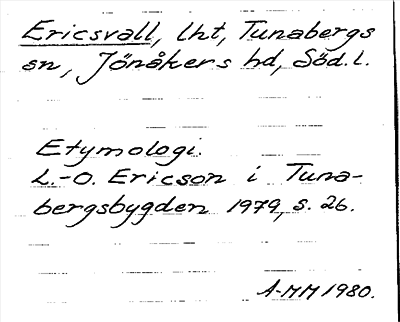 Ericsvall, lht, Tunabergs
sn, Jönåkers hd, Söd. l.
Etymologi.
L.-O. Ericson i Tuna-
bergsbygden 1979, s. 26.
A-MM 1980.